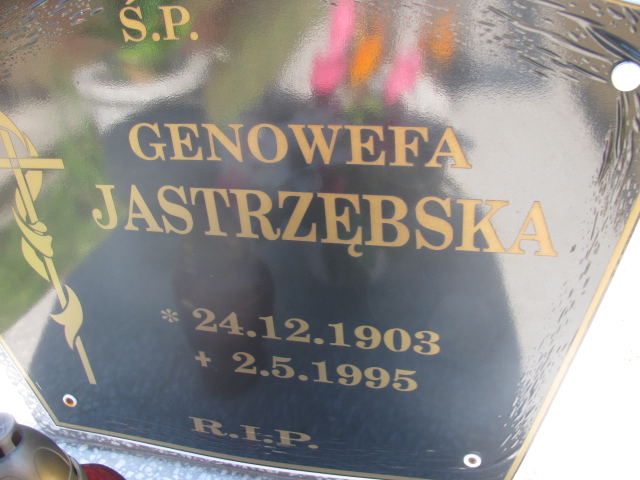 Ś.P.
GENOWEFA
JASTRZĘBSKA
* 24.12.1903
+ 2.5.1995
R.I.P.